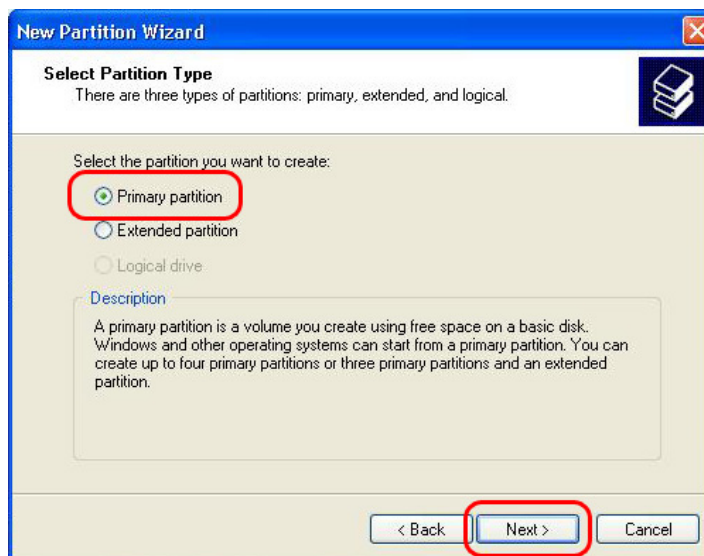 New Partition Wizard
Select Partition Type
There are three types of partitions: primary, extended, and logical.
Select the partition you want to create:
Primary partition
Extended partition
Logical drive
Description
A primary partition is a volume you create using free space on a basic disk.
Windows and other operating systems can start from a primary partition. You can
create up to four primary partitions or three primary partitions and an extended
partition.
< Back
Next >
Cancel